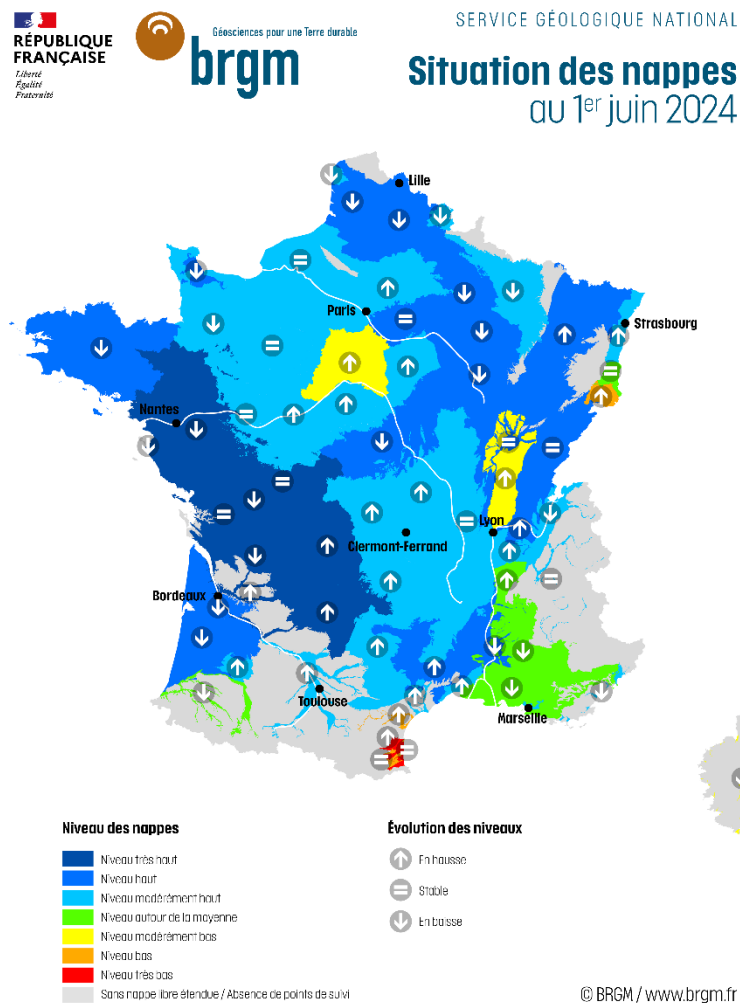 RÉPUBLIQUE
FRANÇAISE
Liberté
Égalité
Fraternité
Géosciences pour une Terre durable
brgm
SERVICE GÉOLOGIQUE NATIONAL
Situation des nappes
au 1er juin 2024
Lille
Paris
Strasbourg
Nantes
Lyon
Clermont-Ferrand
Bordeaux
Toulouse
Marseille
Niveau des nappes
Niveau très haut
Niveau haut
Niveau modérément haut
Niveau autour de la moyenne
Niveau modérément bas
Niveau bas
Niveau très bas
Sans nappe libre étendue / Absence de points de suivi
Évolution des niveaux
En hausse
Stable
En baisse
© BRGM / www.brgm.fr